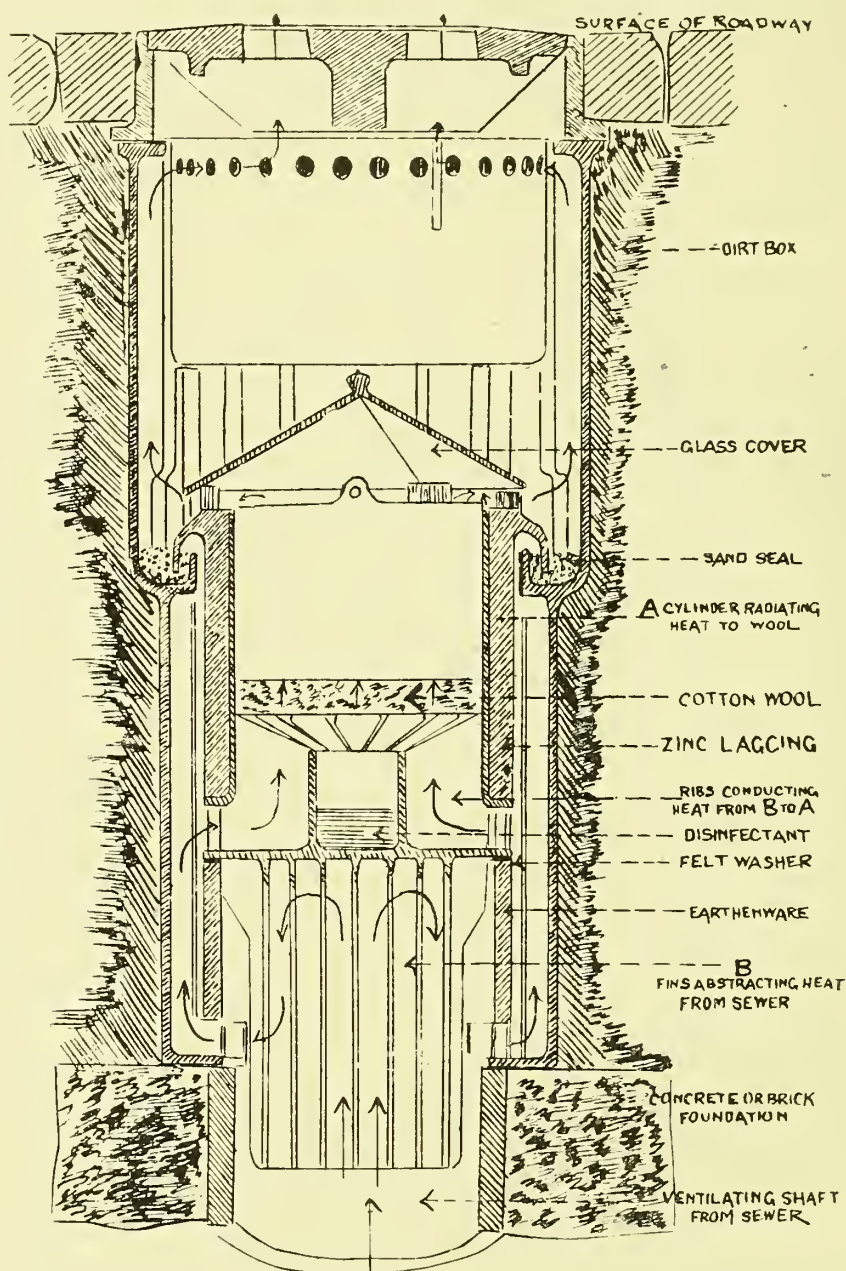 SURFACE OF ROADWAY
DIRT BOX
GLASS COVER
SAND SEAL
A CYLINDER RADIATING
HEAT TO WOOL
COTTON WOOL
ZINC LAGGING
RIBS CONDUCTING
HEAT FROM B TO A
DISINFECTANT
FELT WASHER
EARTHENWARE
B
FINS ABSTRACTING HEAT
FROM SEWER
CONCRETE OR BRICK
FOUNDATION
VENTILATING SHAFT
FROM SEWER